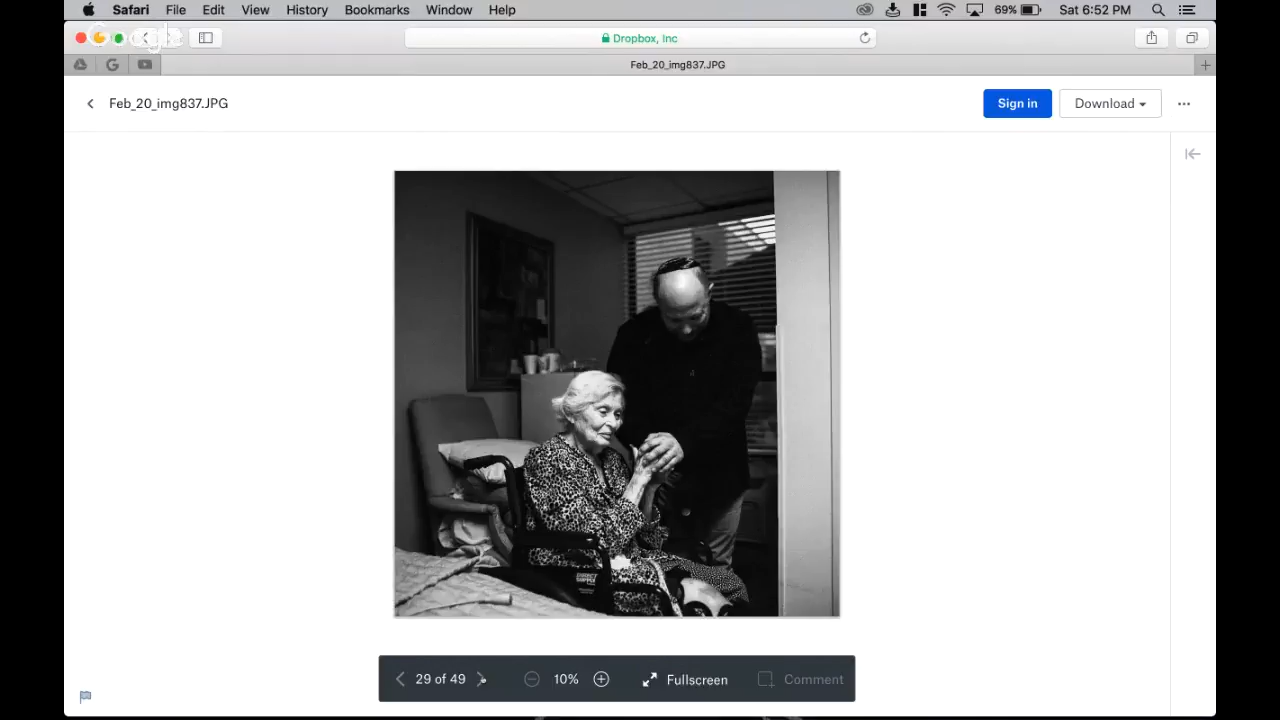 Safari File Edit View History Bookmarks Window Help 69% Sat 6:52 PM
Google
Dropbox, Inc
Feb_20_img837.JPG
Feb_20_img837.JPG Sign in Download
29 of 49 10% Fullscreen Comment